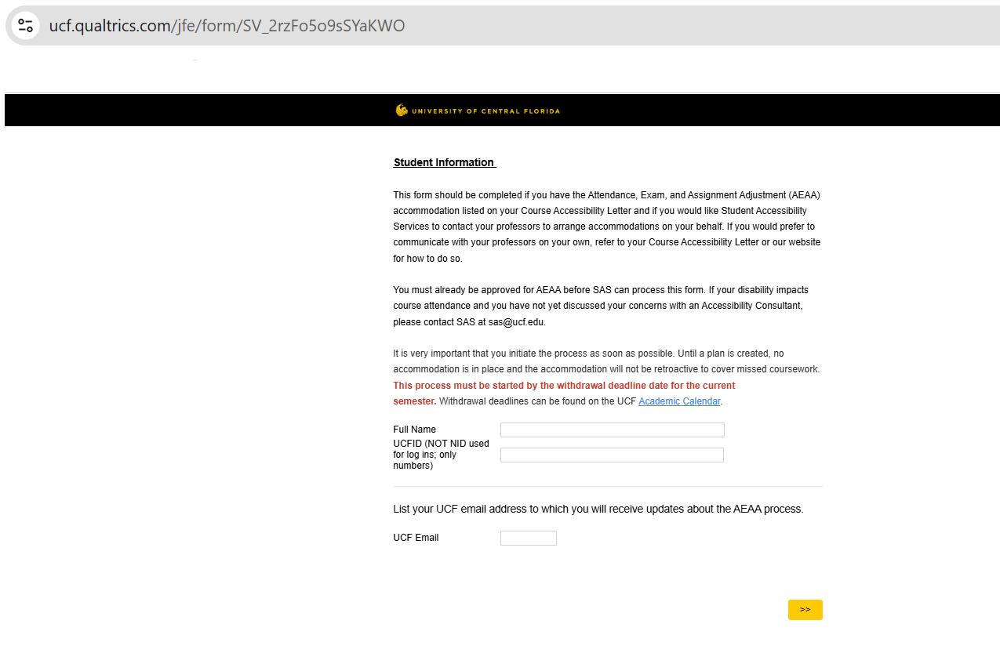 ucf.qualtrics.com/jfe/form/SV_2rzFo5o9sSYaKWO
UNIVERSITY OF CENTRAL FLORIDA
Student Information
This form should be completed if you have the Attendance, Exam, and Assignment Adjustment (AEAA)
accommodation listed on your Course Accessibility Letter and if you would like Student Accessibility
Services to contact your professors to arrange accommodations on your behalf. If you would prefer to
communicate with your professors on your own, refer to your Course Accessibility Letter or our website
for how to do so.
You must already be approved for AEAA before SAS can process this form. If your disability impacts
course attendance and you have not yet discussed your concerns with an Accessibility Consultant,
please contact SAS at sas@ucf.edu.
It is very important that you initiate the process as soon as possible. Until a plan is created, no
accommodation is in place and the accommodation will not be retroactive to cover missed coursework.
This process must be started by the withdrawal deadline date for the current
semester. Withdrawal deadlines can be found on the UCF Academic Calendar.
Full Name
UCFID (NOT NID used
for log ins; only
numbers)
List your UCF email address to which you will receive updates about the AEAA process.
UCF Email
>>